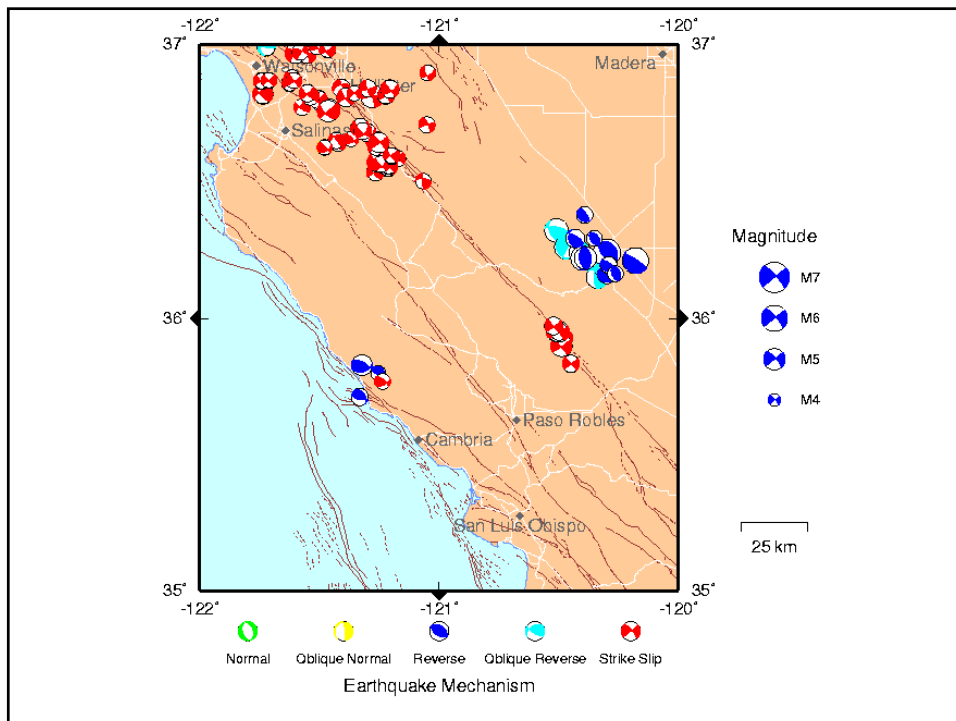 -122° -121° -120°
37° 37°
Madera
Watsonville
Salinas
Magnitude
M7
M6
36° 36°
M5
M4
Paso Robles
Cambria
San Luis Obispo
25 km
35° 35°
-122° -121° -120°
Normal Oblique Normal Reverse Oblique Reverse Strike Slip
Earthquake Mechanism